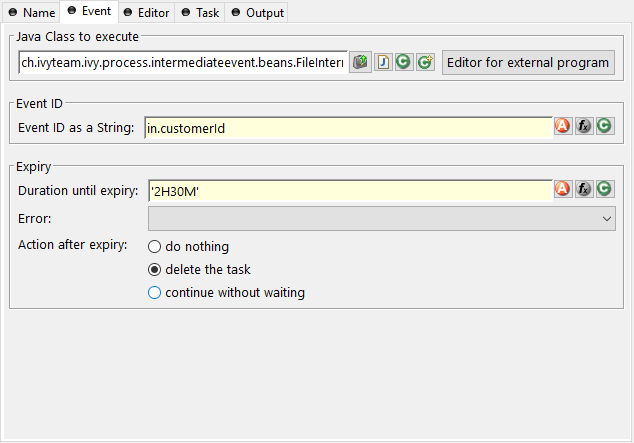 Name Event Editor Task Output
Java Class to execute
ch.ivyteam.ivy.process.intermediateevent.beans.FileInterr Editor for external program
Event ID
Event ID as a String: in.customerId
Expiry
Duration until expiry: '2H30M'
Error:
Action after expiry: do nothing
delete the task
continue without waiting